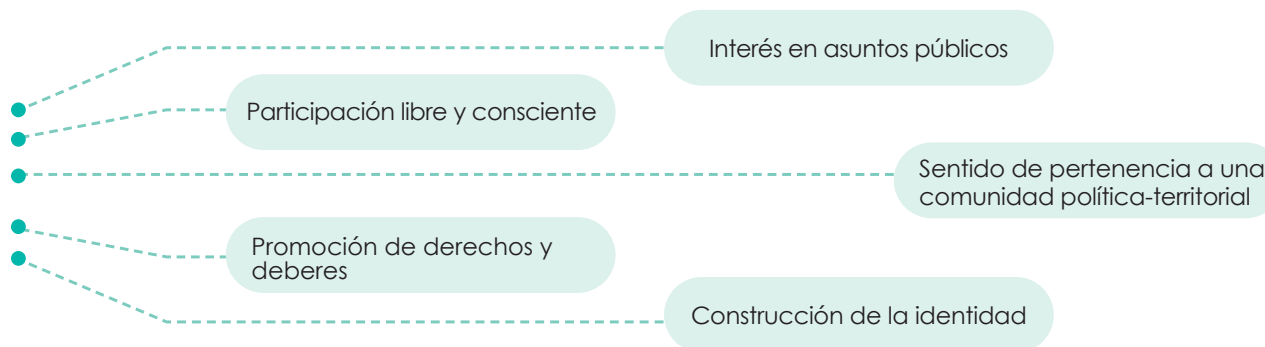 Interés en asuntos públicos
Participación libre y consciente
Sentido de pertenencia a una
comunidad política-territorial
Promoción de derechos y
deberes
Construcción de la identidad